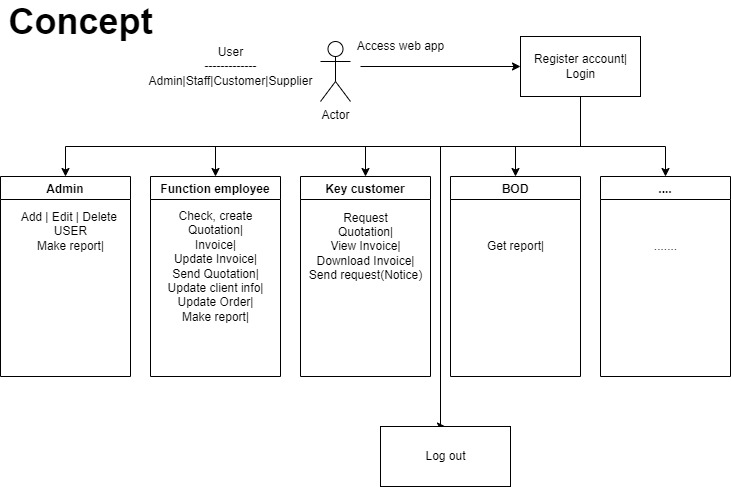 Concept
User
-------------
Admin|Staff|Customer|Supplier
Actor
Access web app
Register account|
Login
Admin
Add | Edit | Delete
USER
Make report|
Function employee
Check, create
Quotation|
Invoice|
Update Invoice|
Send Quotation|
Update client info|
Update Order|
Make report|
Key customer
Request
Quotation|
View Invoice|
Download Invoice|
Send request(Notice)
BOD
Get report|
....
.......
Log out